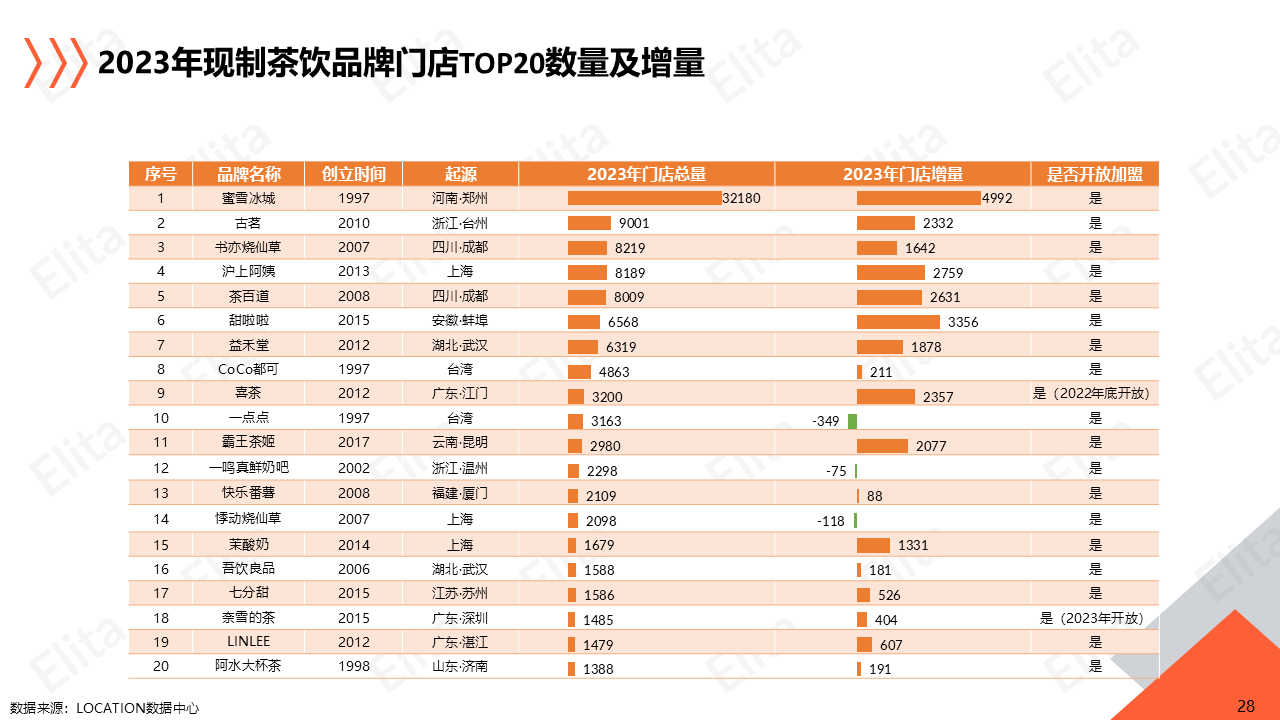 2023年现制茶饮品牌门店TOP20数量及增量
序号 品牌名称 创立时间 起源 2023年门店总量 2023年门店增量 是否开放加盟
1 蜜雪冰城 1997 河南·郑州 32180 4992 是
2 古茗 2010 浙江·台州 9001 2332 是
3 书亦烧仙草 2007 四川·成都 8219 1642 是
4 沪上阿姨 2013 上海 8189 2759 是
5 茶百道 2008 四川·成都 8009 2631 是
6 甜啦啦 2015 安徽·蚌埠 6568 3356 是
7 益禾堂 2012 湖北·武汉 6319 1878 是
8 CoCo都可 1997 台湾 4863 211 是
9 喜茶 2012 广东·江门 3200 2357 是（2022年底开放）
10 一点点 1997 台湾 3163 -349 是
11 霸王茶姬 2017 云南·昆明 2980 2077 是
12 一鸣真鲜奶吧 2002 浙江·温州 2298 -75 是
13 快乐番薯 2008 福建·厦门 2109 88 是
14 悸动烧仙草 2007 上海 2098 -118 是
15 茉酸奶 2014 上海 1679 1331 是
16 吾饮良品 2006 湖北·武汉 1588 181 是
17 七分甜 2015 江苏·苏州 1586 526 是
18 奈雪的茶 2015 广东·深圳 1485 404 是（2023年开放）
19 LINLEE 2012 广东·湛江 1479 607 是
20 阿水大杯茶 1998 山东·济南 1388 191 是
数据来源：LOCATION数据中心
28
Elita